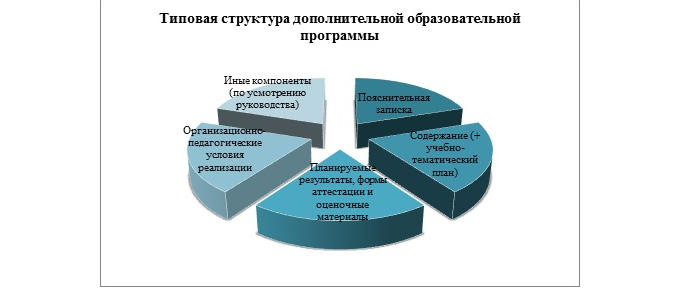 Типовая структура дополнительной образовательной
программы
Иные компоненты
(по усмотрению
руководства)
Пояснительная
записка
Организационно-
педагогические
условия
реализации
Содержание (+
учебно-
тематический
план)
Планируемые
результаты, формы
аттестации и
оценочные
материалы